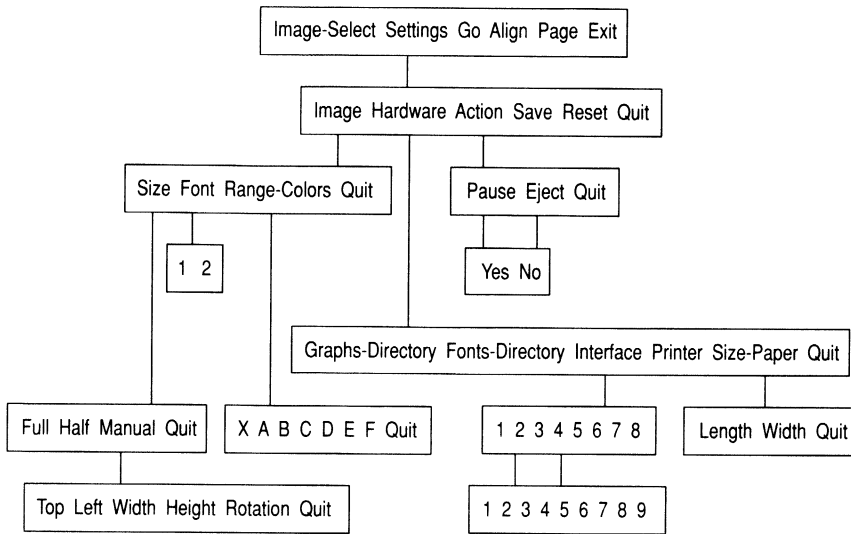 Image-Select Settings Go Align Page Exit
Image Hardware Action Save Reset Quit
Size Font Range-Colors Quit
Pause Eject Quit
1 2
Yes No
Graphs-Directory Fonts-Directory Interface Printer Size-Paper Quit
Full Half Manual Quit
X A B C D E F Quit
1 2 3 4 5 6 7 8
Length Width Quit
Top Left Width Height Rotation Quit
1 2 3 4 5 6 7 8 9